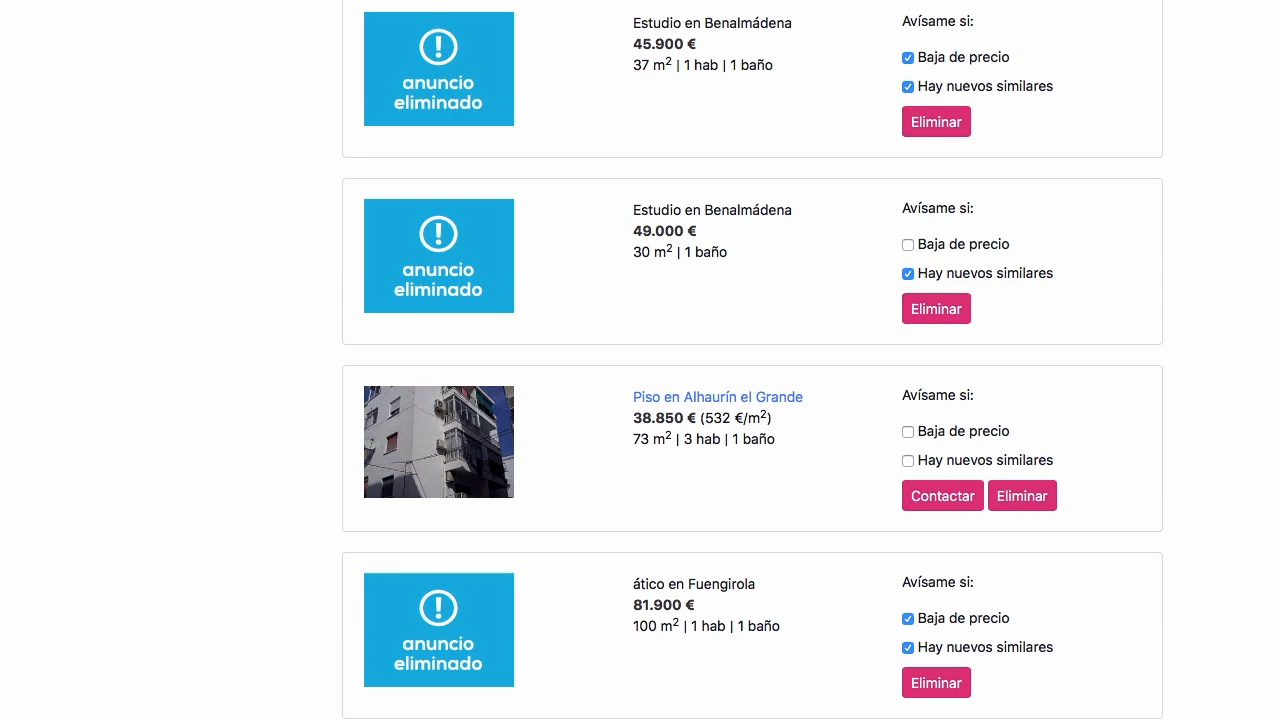 anuncio
eliminado
Estudio en Benalmádena
45.900 €
37 m2 | 1 hab | 1 baño
Avísame si:
Baja de precio
Hay nuevos similares
Eliminar
anuncio
eliminado
Estudio en Benalmádena
49.000 €
30 m2 | 1 baño
Avísame si:
Baja de precio
Hay nuevos similares
Eliminar
Piso en Alhaurín el Grande
38.850 € (532 €/m2)
73 m2 | 3 hab | 1 baño
Avísame si:
Baja de precio
Hay nuevos similares
Contactar Eliminar
anuncio
eliminado
ático en Fuengirola
81.900 €
100 m2 | 1 hab | 1 baño
Avísame si:
Baja de precio
Hay nuevos similares
Eliminar